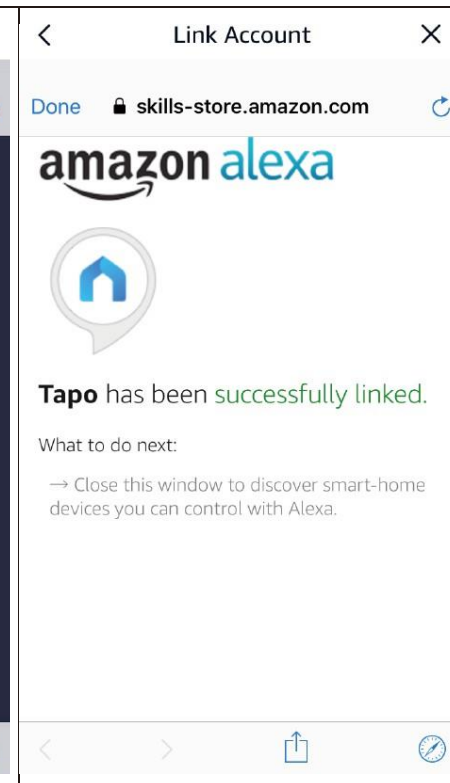 Link Account
Done skills-store.amazon.com
amazon alexa
Tapo has been successfully linked.
What to do next:
→ Close this window to discover smart-home
devices you can control with Alexa.